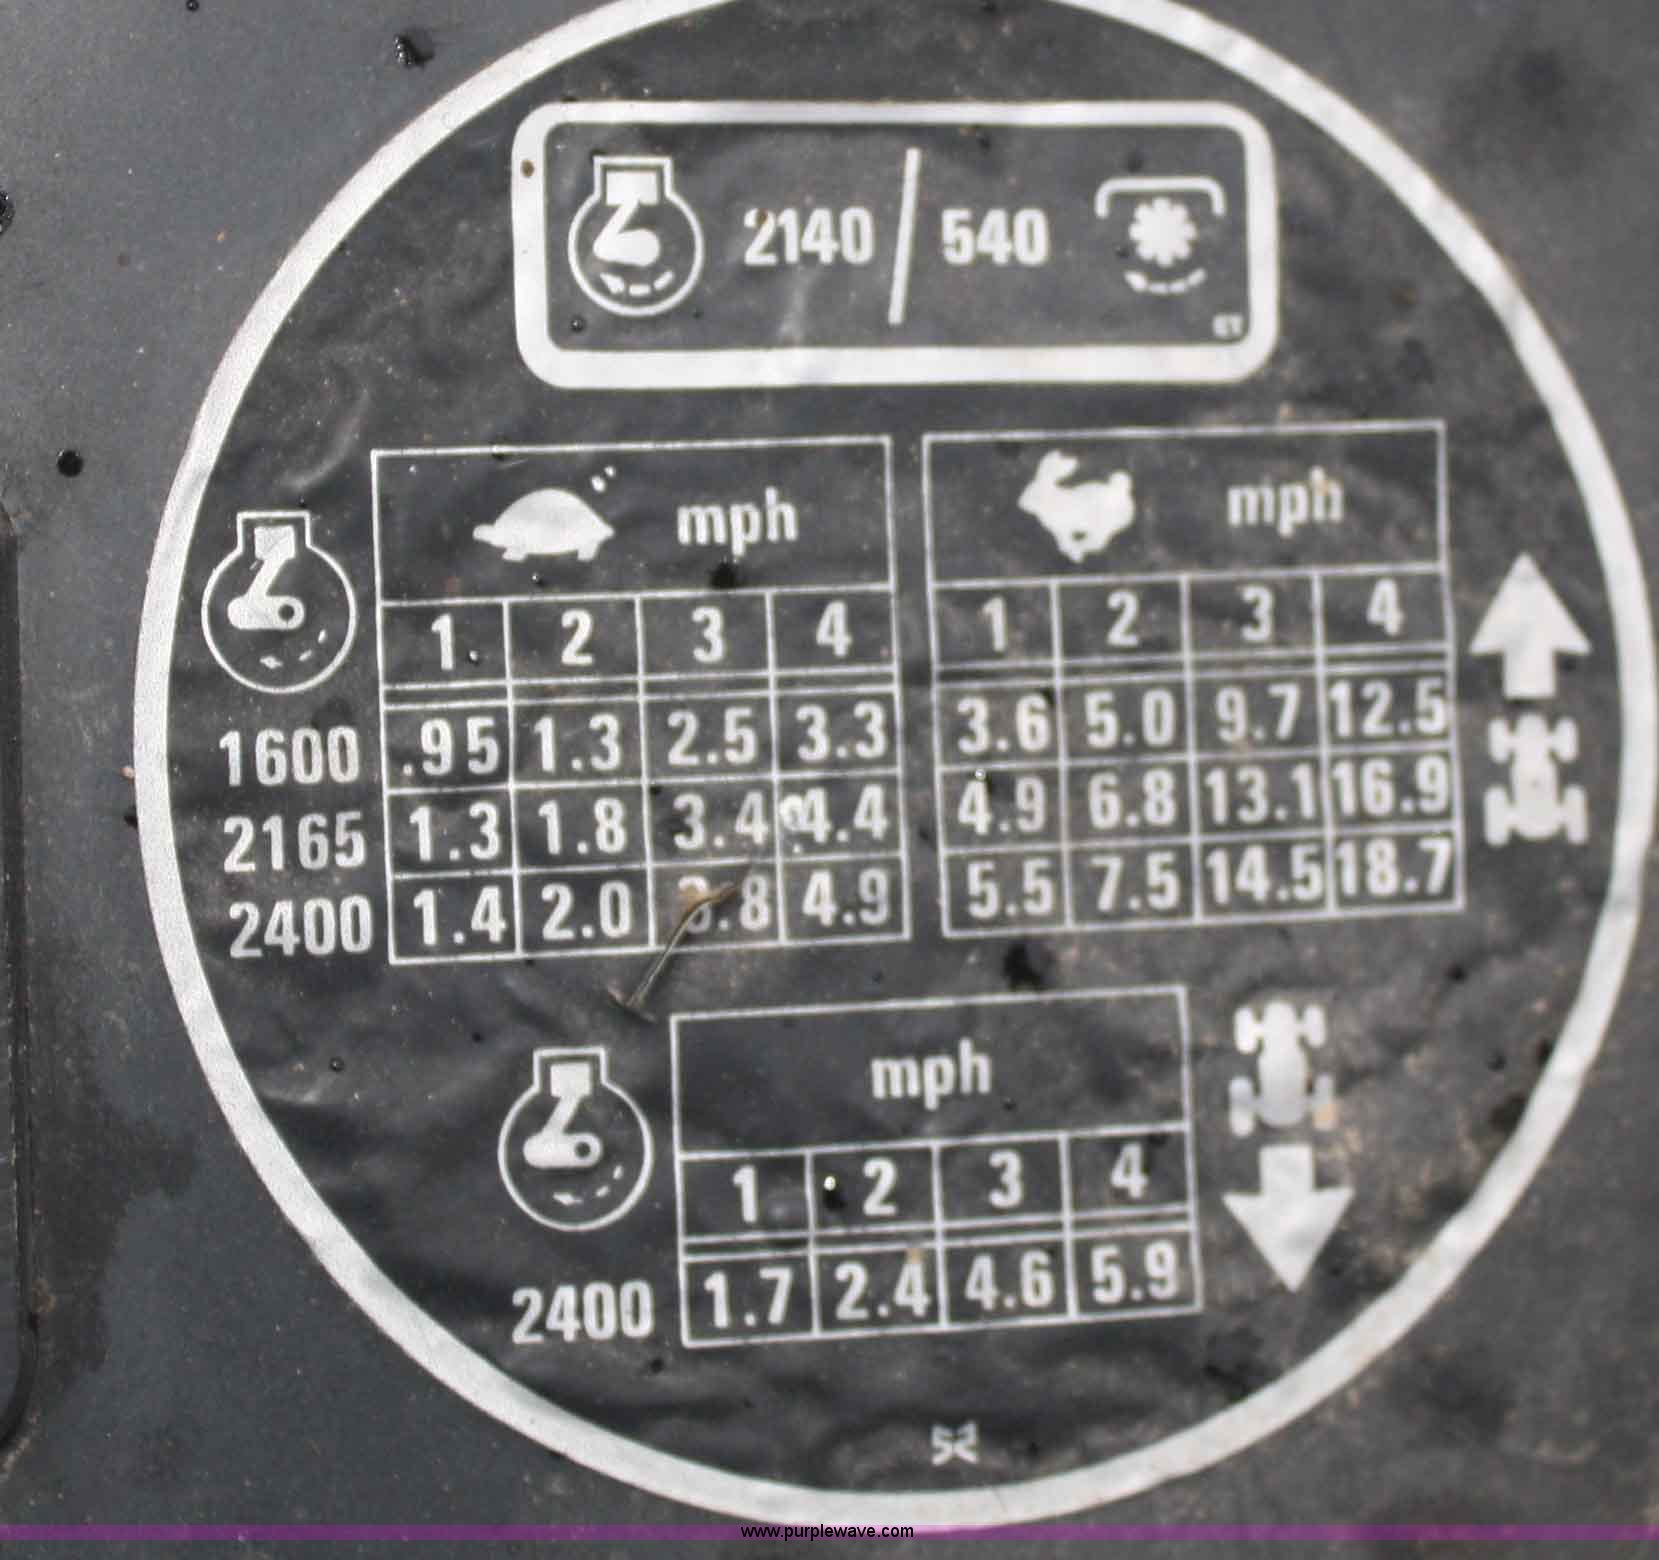 2140 / 540
mph mph
1 2 3 4 1 2 3 4
1600 .95 1.3 2.5 3.3 3.6 5.0 9.7 12.5
2165 1.3 1.8 3.4 4.4 4.9 6.8 13.1 16.9
2400 1.4 2.0 3.8 4.9 5.5 7.5 14.5 18.7
mph
1 2 3 4
2400 1.7 2.4 4.6 5.9
www.purplewave.com